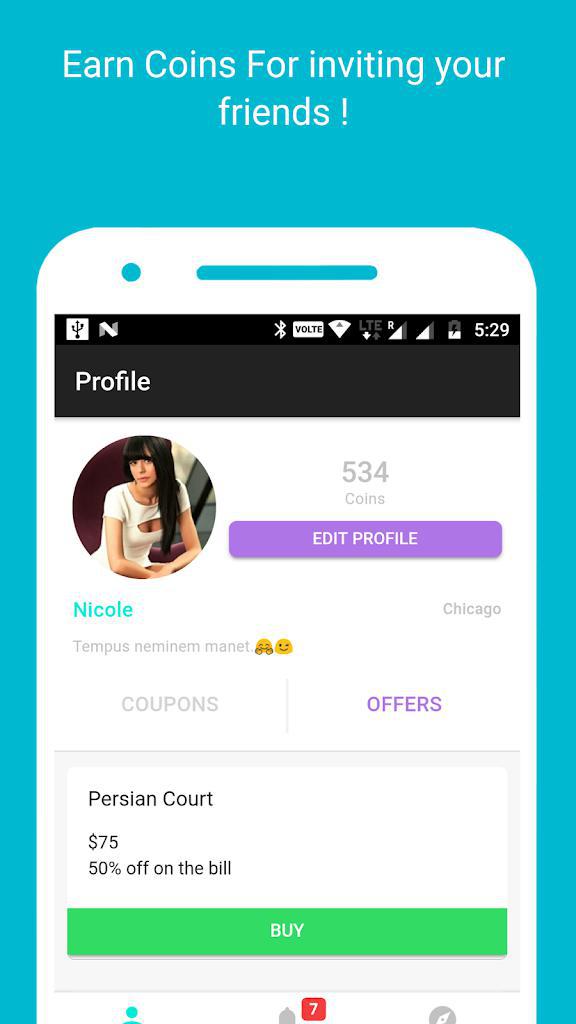 Earn Coins For inviting your
friends !
VOLTE LTE R 5:29
Profile
534
Coins
EDIT PROFILE
Nicole
Chicago
Tempus neminem manet.🤗😉
COUPONS
OFFERS
Persian Court
$75
50% off on the bill
BUY
7